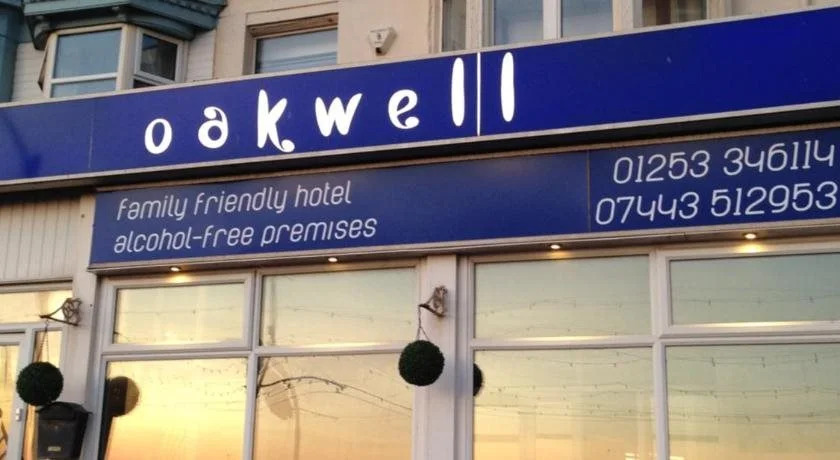 oakwell
family friendly hotel
alcohol-free premises
01253 346114
07443 512953